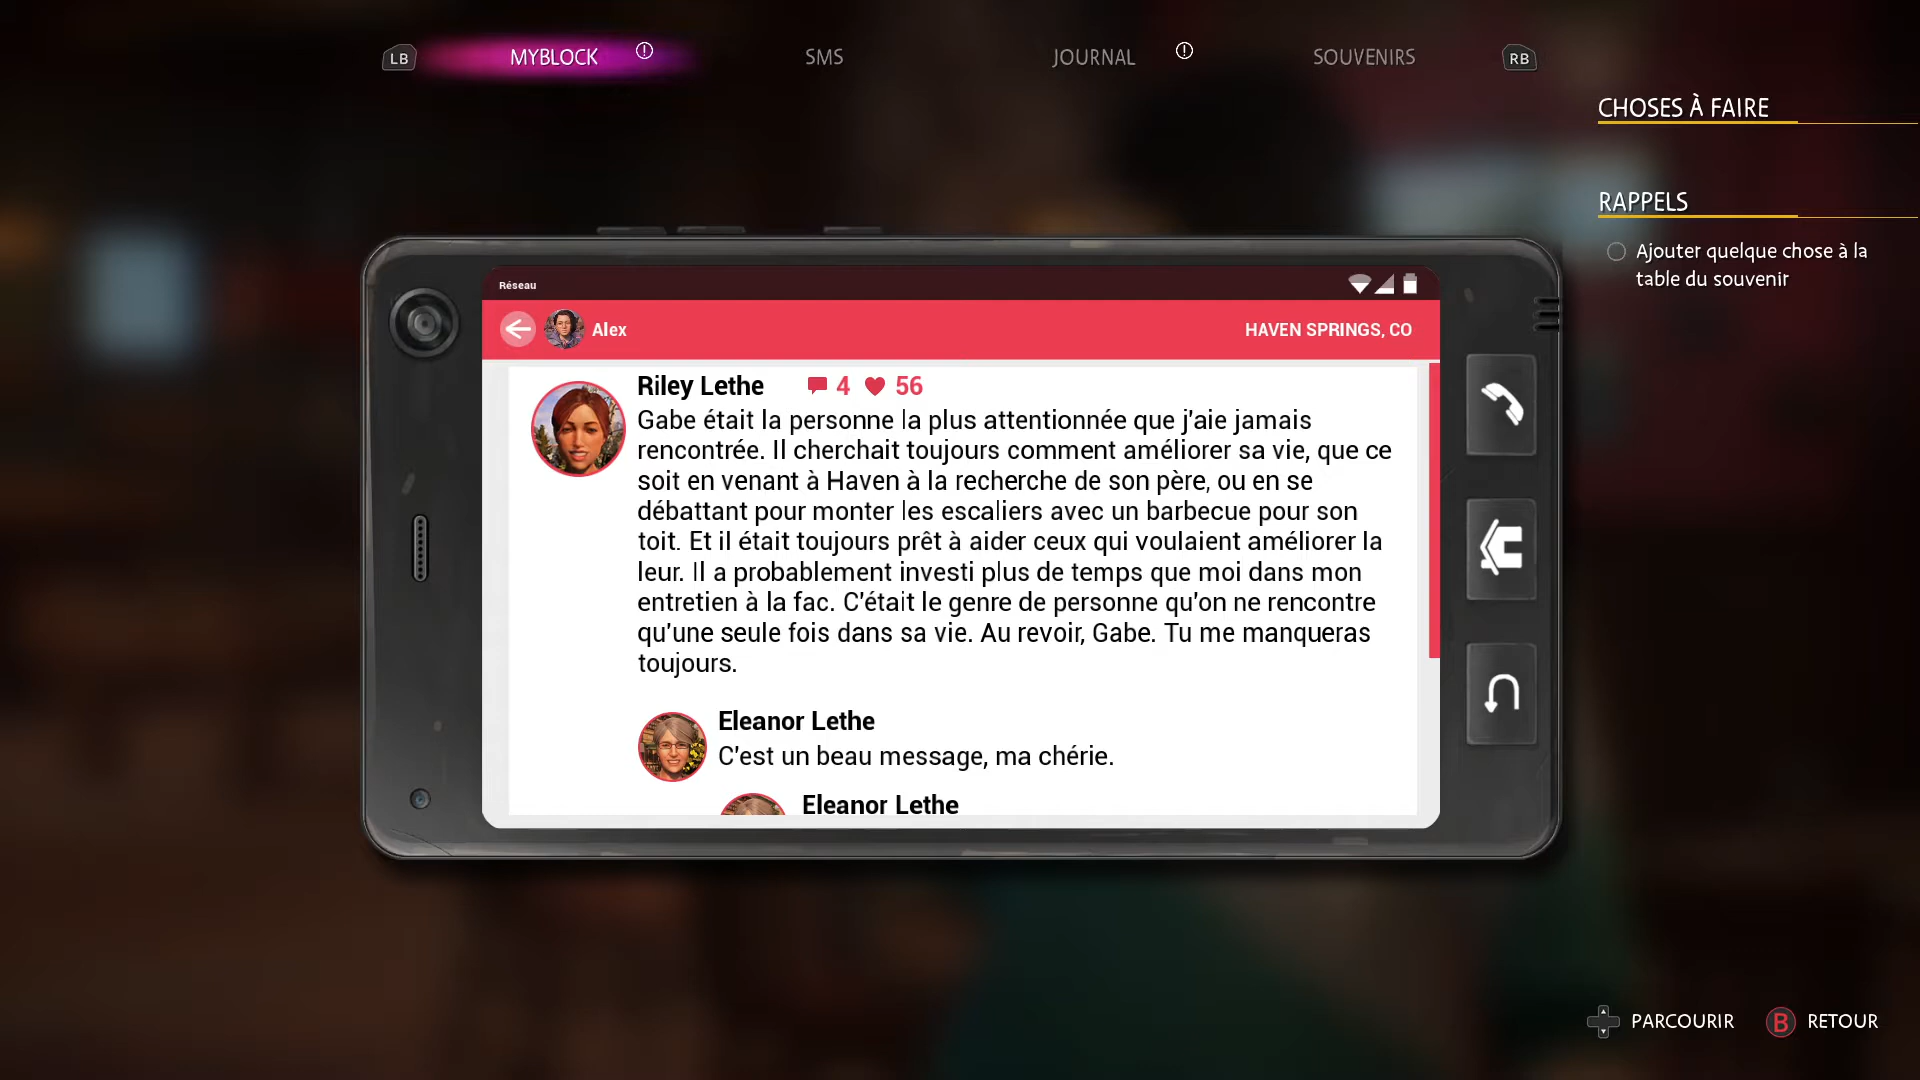 LB
MYBLOCK
SMS
JOURNAL
SOUVENIRS
RB
CHOSES À FAIRE
RAPPELS
Ajouter quelque chose à la
table du souvenir
Réseau
Alex
HAVEN SPRINGS, CO
Riley Lethe 4 56
Gabe était la personne la plus attentionnée que j'aie jamais
rencontrée. Il cherchait toujours comment améliorer sa vie, que ce
soit en venant à Haven à la recherche de son père, ou en se
débattant pour monter les escaliers avec un barbecue pour son
toit. Et il était toujours prêt à aider ceux qui voulaient améliorer la
leur. Il a probablement investi plus de temps que moi dans mon
entretien à la fac. C'était le genre de personne qu'on ne rencontre
qu'une seule fois dans sa vie. Au revoir, Gabe. Tu me manqueras
toujours.
Eleanor Lethe
C'est un beau message, ma chérie.
Eleanor Lethe
PARCOURIR
B RETOUR